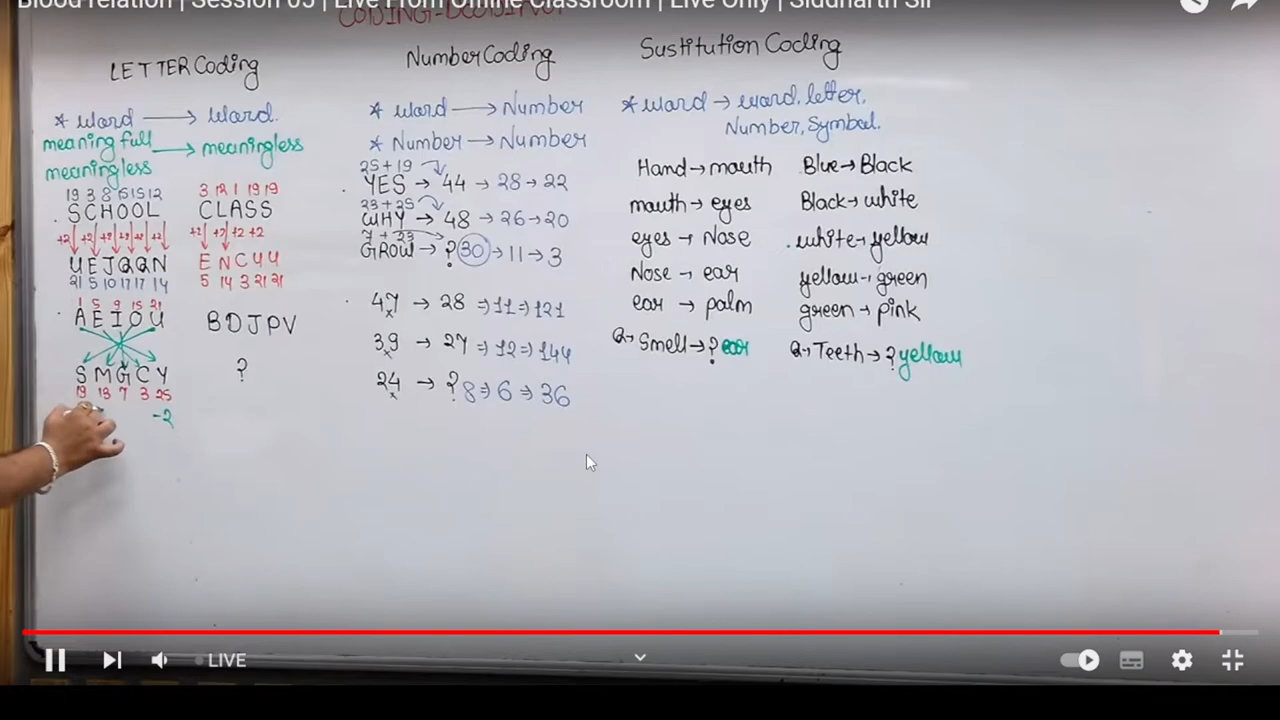 Blood relation | Session 05 | Live From Offline Classroom | Live Only | Siddharth Sir
CODING-DECODING
LETTER Coding
* Word → Word.
meaning full → meaningless
meaningless
19 3 8 15 15 12
SCHOOL
+2 +2 +2 +2 +2 +2
UEJQQN
21 5 10 17 17 14
3 12 1 19 19
CLASS
+2 +2 +2 +2
ENCUU
5 14 3 21 21
1 5 9 15 21
AEIOU
SMGCY
19 13 7 3 25
-2
BDJPV
?
Number Coding
* Word → Number
* Number → Number
25 + 19
YES → 44 → 28 → 22
23 + 25
WHY → 48 → 26 → 20
7 + 23
GROW → ? 30 → 11 → 3
47 → 28 ⇒ 11 ⇒ 121
x
39 → 27 ⇒ 12 ⇒ 144
x
24 → ? 8 ⇒ 6 ⇒ 36
x
Sustitution Coding
* Word → word, letter,
Number, Symbol.
Hand → mouth
mouth → eyes
eyes → Nose
Nose → ear
ear → palm
Q→ Smell → ? ear
Blue → Black
Black → white
white → yellow
yellow → green
green → pink
Q→ Teeth → ? yellow
LIVE